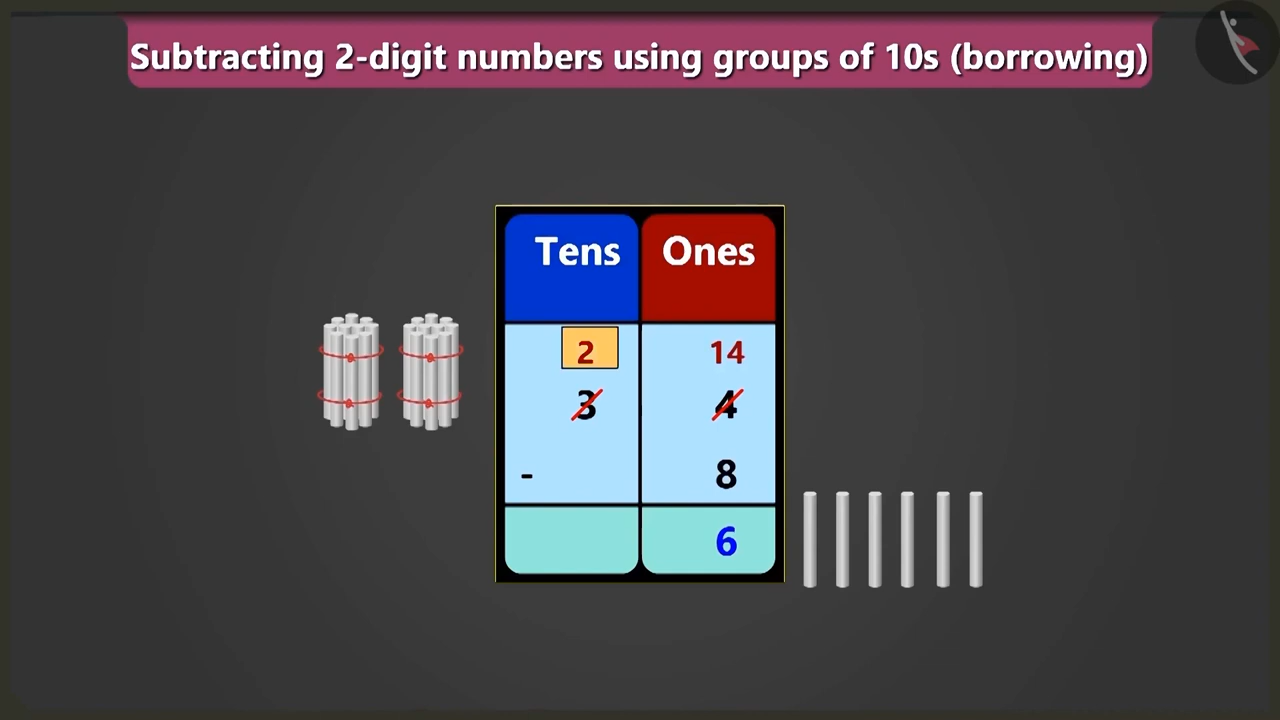 Subtracting 2-digit numbers using groups of 10s (borrowing)
Tens Ones
2 14
3 4
- 8
6